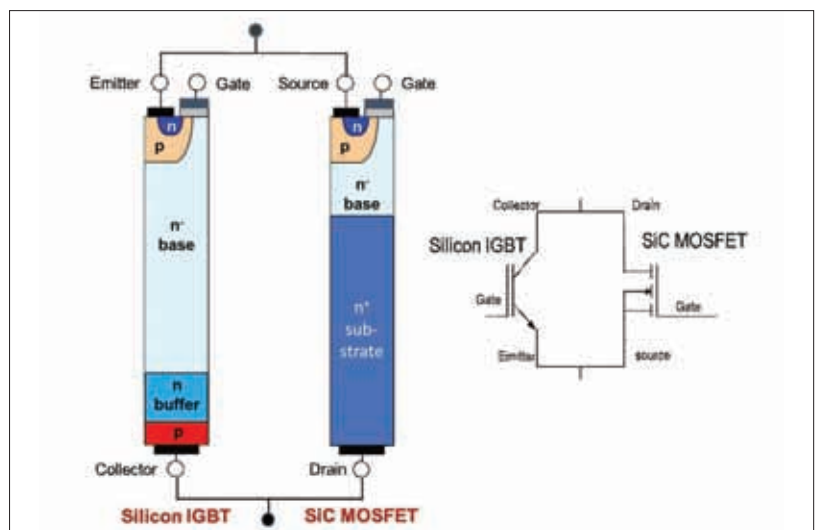 Emitter Gate Source Gate
n n
p p
n-
base
n-
base
n+
sub-
strate
n
buffer
p
Collector Drain
Silicon IGBT SiC MOSFET
Collector Drain
Silicon IGBT SiC MOSFET
Gate Gate
Emitter source